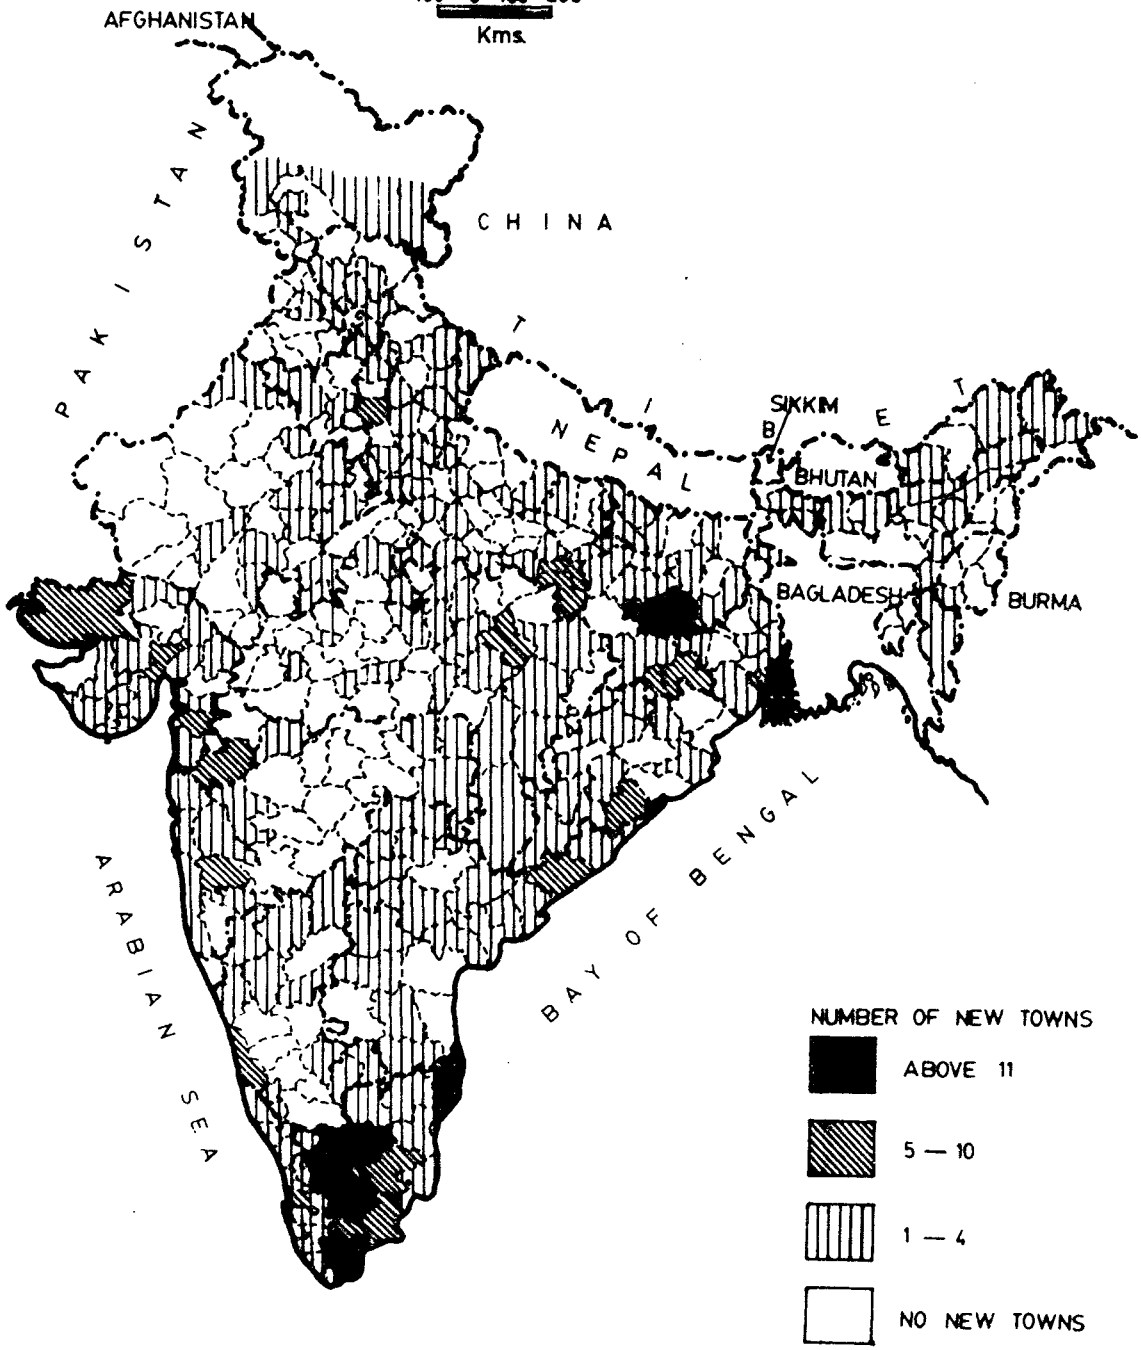 AFGHANISTAN
Kms.
PAKISTAN
CHINA
TIBET
SIKKIM
NEPAL
BHUTAN
BAGLADESH
BURMA
ARABIAN SEA
BAY OF BENGAL
NUMBER OF NEW TOWNS
ABOVE 11
5 — 10
1 — 4
NO NEW TOWNS